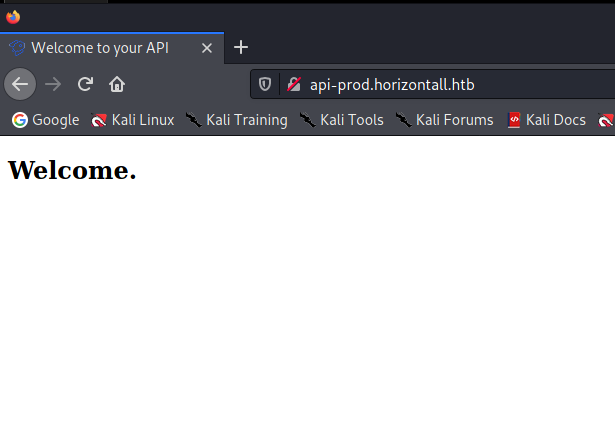 Welcome to your API
api-prod.horizontall.htb
Google Kali Linux Kali Training Kali Tools Kali Forums Kali Docs
Welcome.